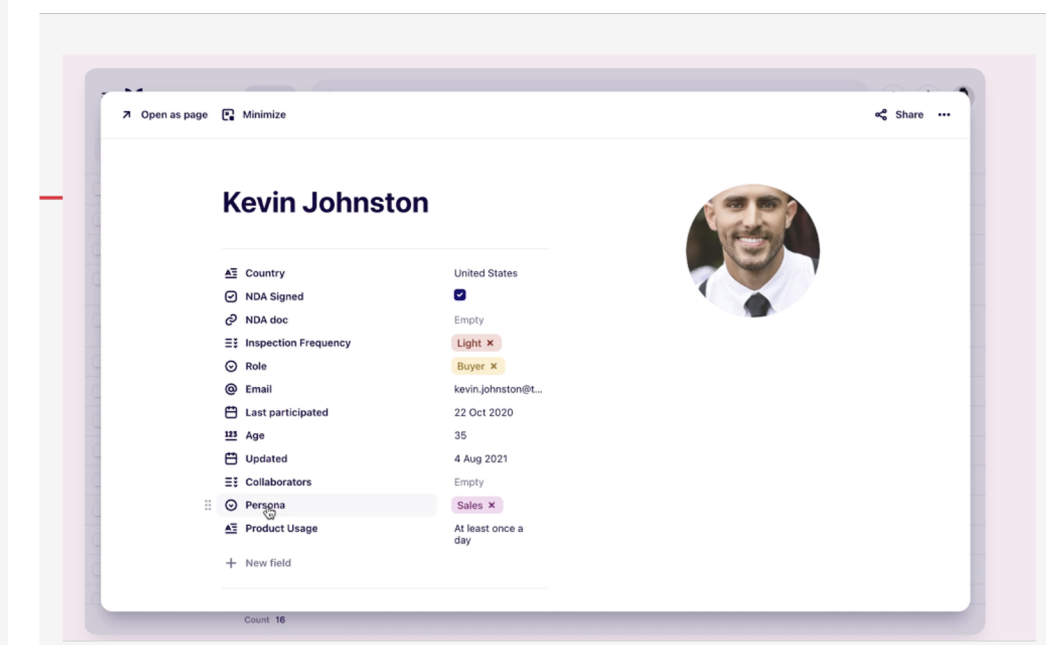 Open as page Minimize Share
Kevin Johnston
Country United States
NDA Signed
NDA doc Empty
Inspection Frequency Light ×
Role Buyer ×
Email kevin.johnston@t...
Last participated 22 Oct 2020
123 Age 35
Updated 4 Aug 2021
Collaborators Empty
Persona Sales ×
Product Usage At least once a
day
+ New field
Count 16